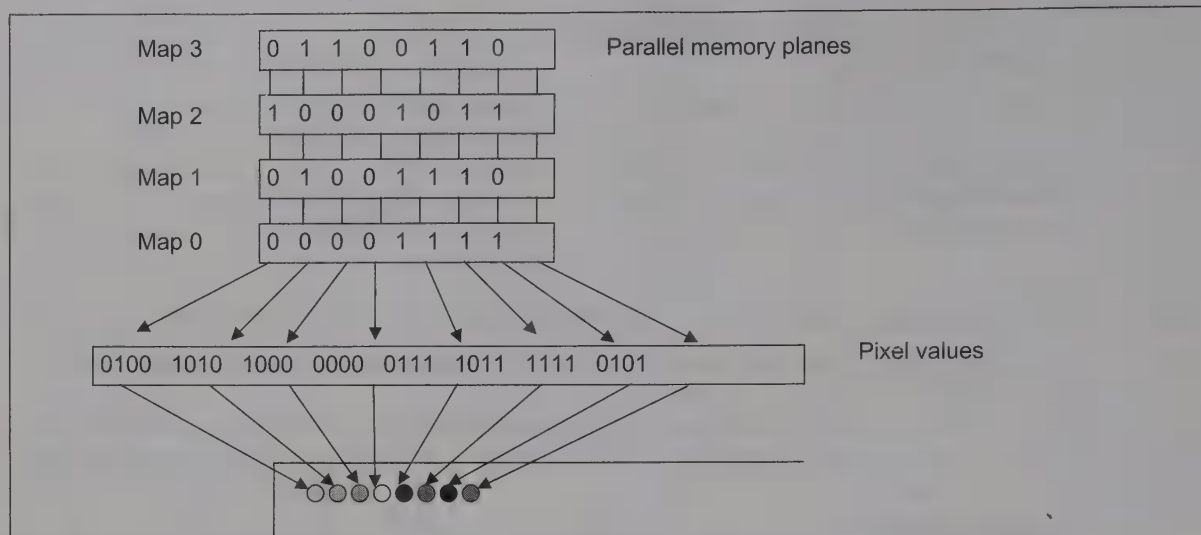 Map 3 0 1 1 0 0 1 1 0 Parallel memory planes
Map 2 1 0 0 0 1 0 1 1
Map 1 0 1 0 0 1 1 1 0
Map 0 0 0 0 0 1 1 1 1
0100 1010 1000 0000 0111 1011 1111 0101 Pixel values